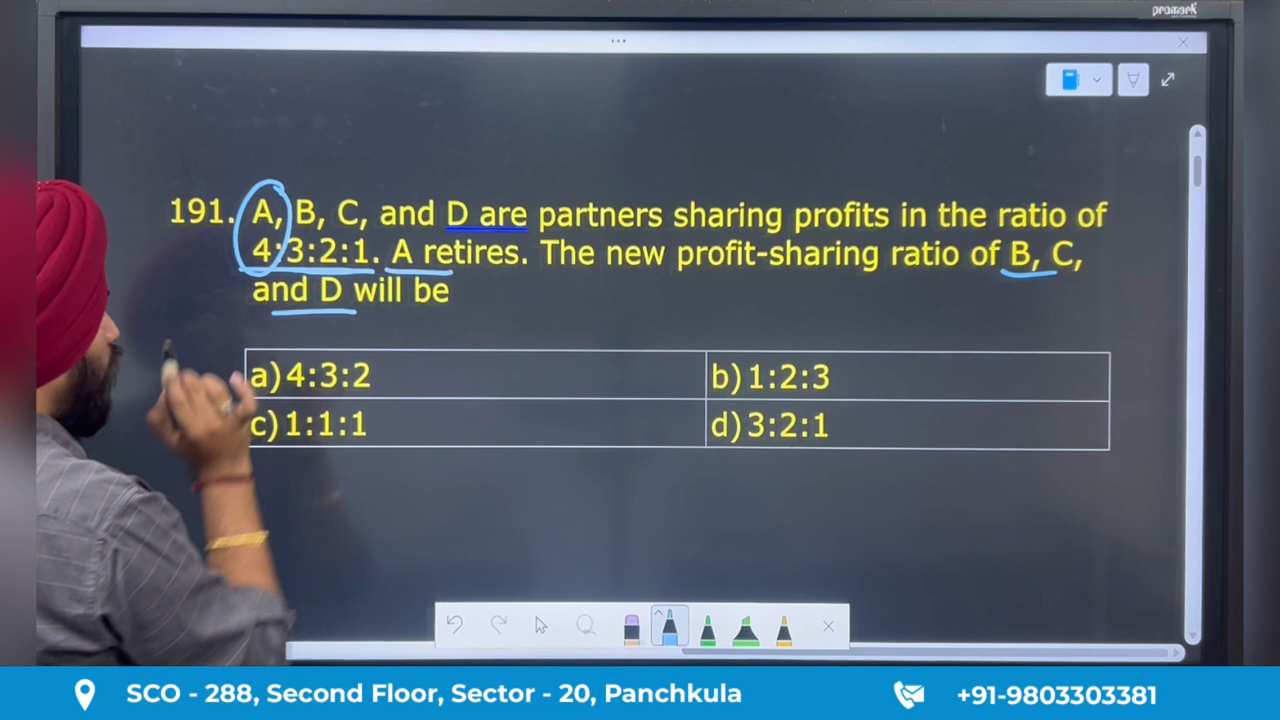 promark
191. A, B, C, and D are partners sharing profits in the ratio of
4:3:2:1. A retires. The new profit-sharing ratio of B, C,
and D will be
a) 4:3:2
b) 1:2:3
c) 1:1:1
d) 3:2:1
SCO - 288, Second Floor, Sector - 20, Panchkula
+91-9803303381